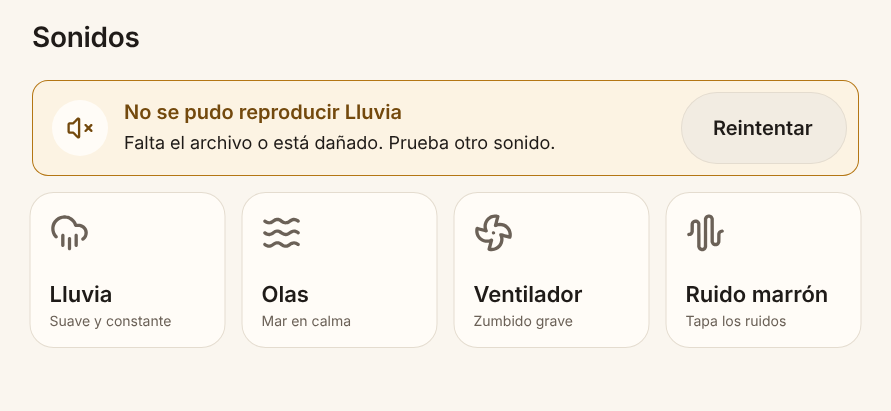 Sonidos
No se pudo reproducir Lluvia
Falta el archivo o está dañado. Prueba otro sonido.
Reintentar
Lluvia
Suave y constante
Olas
Mar en calma
Ventilador
Zumbido grave
Ruido marrón
Tapa los ruidos